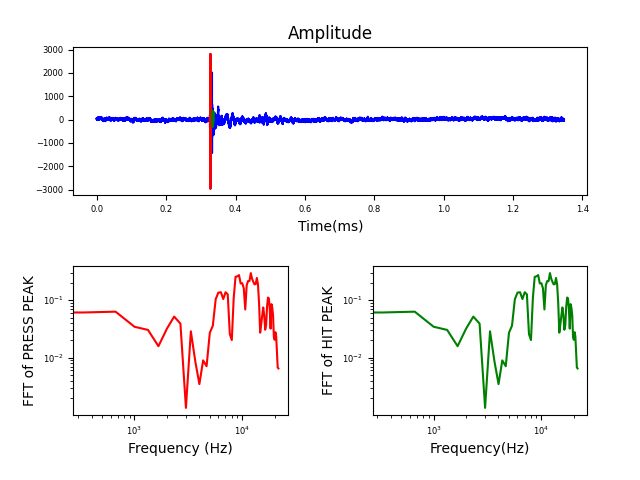 Amplitude
3000
2000
1000
0
−1000
−2000
−3000
0.0 0.2 0.4 0.6 0.8 1.0 1.2 1.4
Time(ms)
FFT of PRESS PEAK
10⁻¹
10⁻²
10³ 10⁴
Frequency (Hz)
FFT of HIT PEAK
10⁻¹
10⁻²
10³ 10⁴
Frequency(Hz)